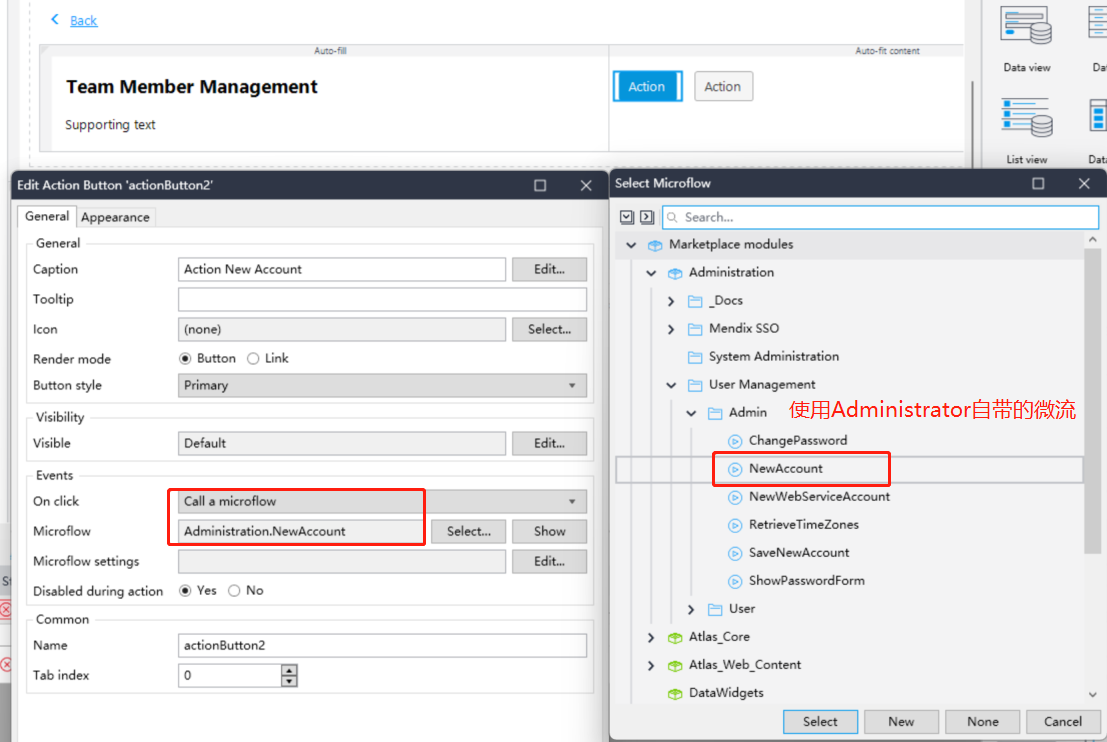 Back
Auto-fill
Auto-fit content
Team Member Management
Action
Action
Supporting text
Data view
List view
Edit Action Button 'actionButton2'
General
Appearance
General
Caption
Action New Account
Edit...
Tooltip
Icon
(none)
Select...
Render mode
Button
Link
Button style
Primary
Visibility
Visible
Default
Edit...
Events
On click
Call a microflow
Microflow
Administration.NewAccount
Select...
Show
Microflow settings
Edit...
Disabled during action
Yes
No
Common
Name
actionButton2
Tab index
0
Select Microflow
Search...
Marketplace modules
Administration
_Docs
Mendix SSO
System Administration
User Management
Admin
使用Administrator自带的微流
ChangePassword
NewAccount
NewWebServiceAccount
RetrieveTimeZones
SaveNewAccount
ShowPasswordForm
User
Atlas_Core
Atlas_Web_Content
DataWidgets
Select
New
None
Cancel